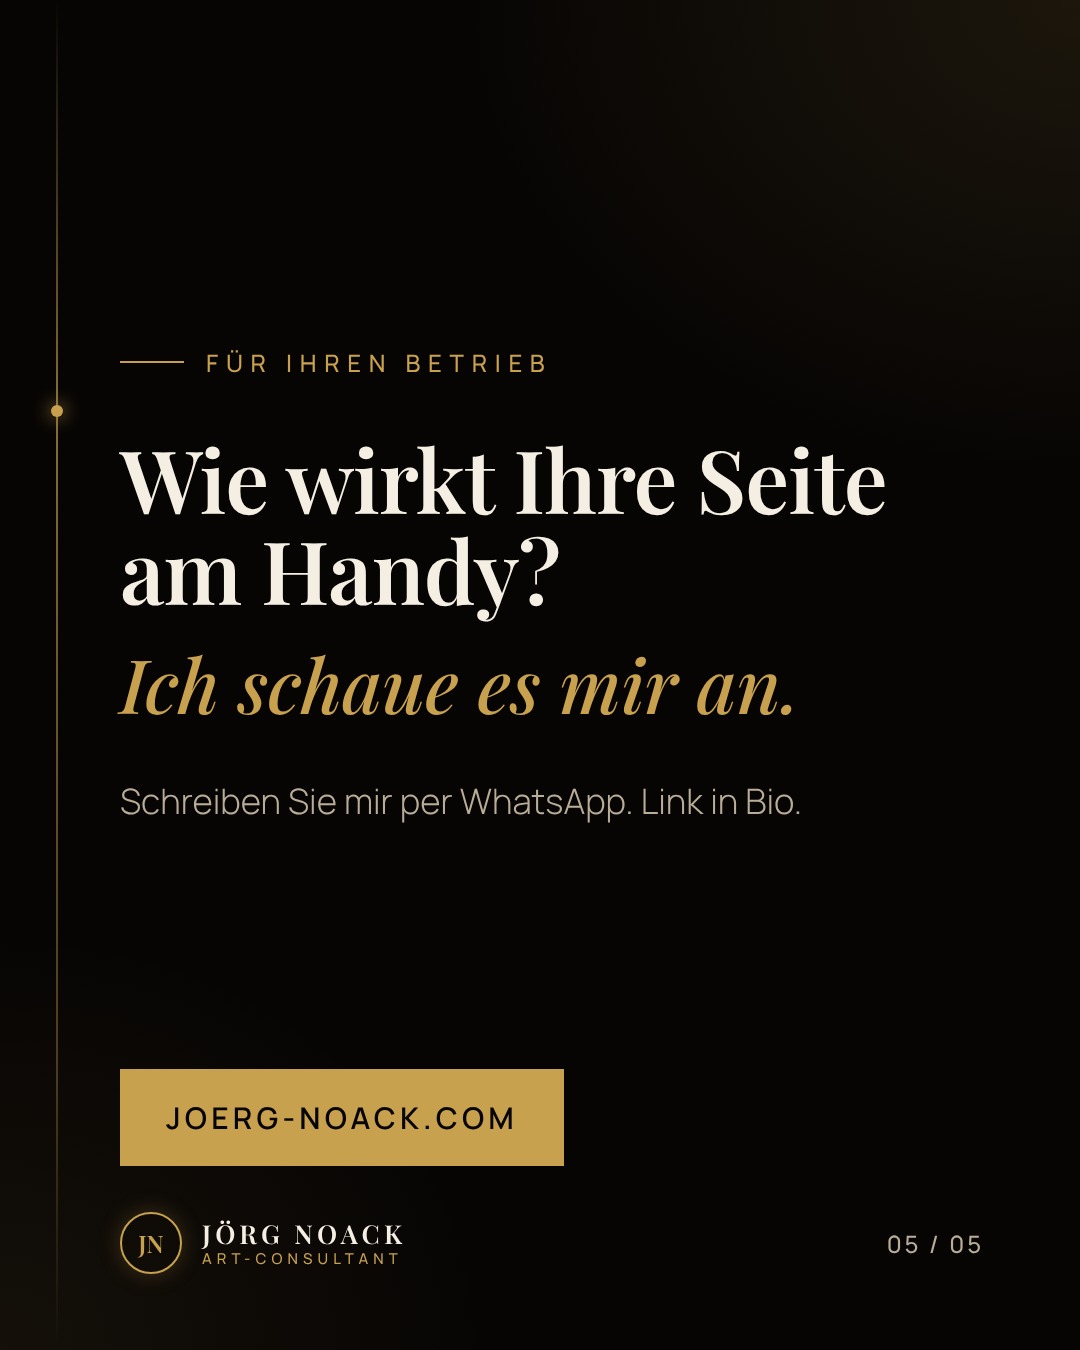 FÜR IHREN BETRIEB
Wie wirkt Ihre Seite
am Handy?
Ich schaue es mir an.
Schreiben Sie mir per WhatsApp. Link in Bio.
JOERG-NOACK.COM
JN
JÖRG NOACK
ART-CONSULTANT
05 / 05